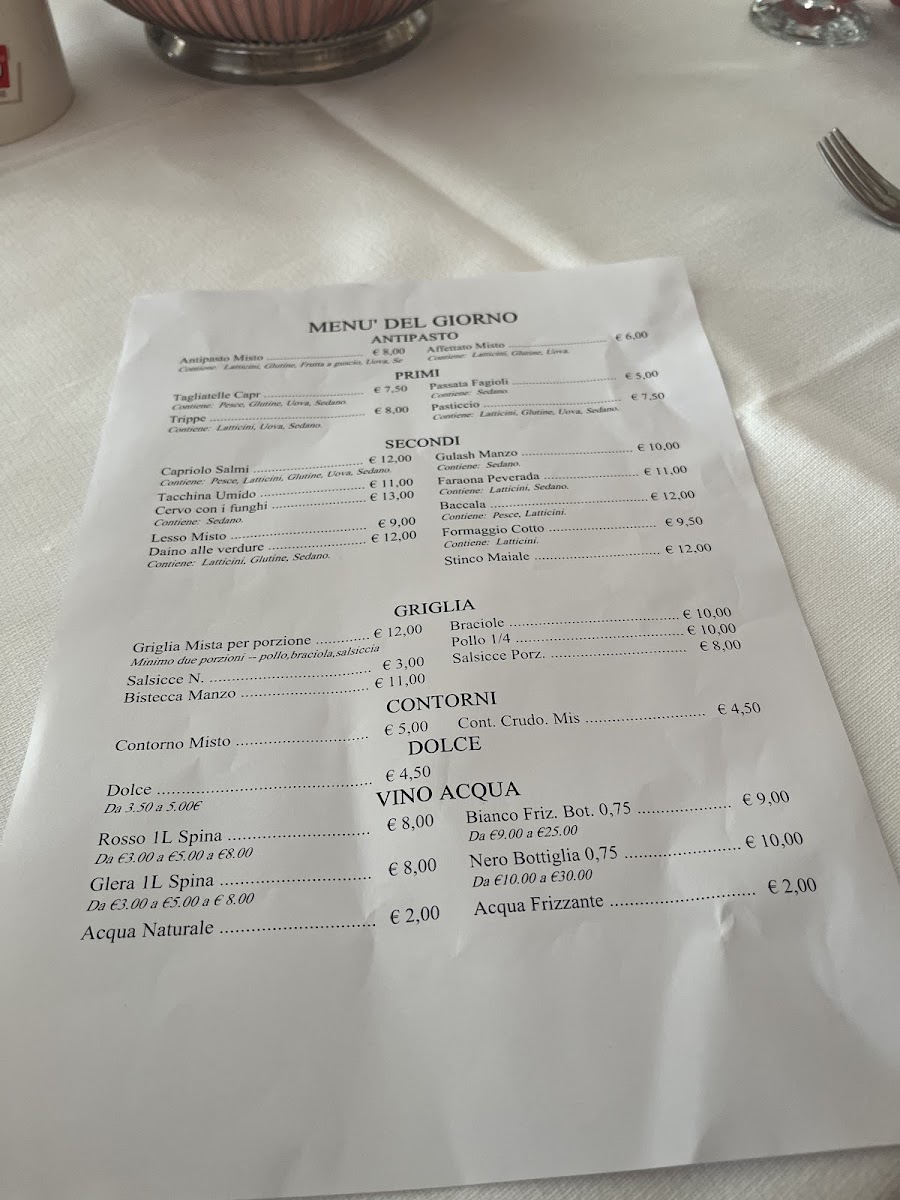 MENU' DEL GIORNO
ANTIPASTO
Antipasto Misto ........ € 8,00
Contiene: Latticini, Glutine, Frutta a guscio, Uova, Se
Affettato Misto ........ € 6,00
Contiene: Latticini, Glutine, Uova.
PRIMI
Tagliatelle Capr ........ € 7,50
Contiene: Pesce, Glutine, Uova, Sedano.
Trippe ........ € 8,00
Contiene: Latticini, Uova, Sedano.
Passata Fagioli ........ € 5,00
Contiene: Sedano.
Pasticcio ........ € 7,50
Contiene: Latticini, Glutine, Uova, Sedano.
SECONDI
Capriolo Salmi ........ € 12,00
Contiene: Pesce, Latticini, Glutine, Uova, Sedano.
Tacchina Umido ........ € 11,00
Cervo con i funghi ........ € 13,00
Contiene: Sedano.
Lesso Misto ........ € 9,00
Daino alle verdure ........ € 12,00
Contiene: Latticini, Glutine, Sedano.
Gulash Manzo ........ € 10,00
Contiene: Sedano.
Faraona Peverada ........ € 11,00
Contiene: Latticini, Sedano.
Baccala ........ € 12,00
Contiene: Pesce, Latticini.
Formaggio Cotto ........ € 9,50
Contiene: Latticini.
Stinco Maiale ........ € 12,00
GRIGLIA
Griglia Mista per porzione ........ € 12,00
Minimo due porzioni -- pollo,braciola,salsiccia
Salsicce N. ........ € 3,00
Bistecca Manzo ........ € 11,00
Braciole ........ € 10,00
Pollo 1/4 ........ € 10,00
Salsicce Porz. ........ € 8,00
CONTORNI
Contorno Misto ........ € 5,00
Cont. Crudo. Mis ........ € 4,50
DOLCE
Dolce ........ € 4,50
Da 3.50 a 5.00€
VINO ACQUA
Rosso 1L Spina ........ € 8,00
Da €3.00 a €5.00 a €8.00
Glera 1L Spina ........ € 8,00
Da €3.00 a €5.00 a € 8.00
Acqua Naturale ........ € 2,00
Bianco Friz. Bot. 0,75 ........ € 9,00
Da €9.00 a €25.00
Nero Bottiglia 0,75 ........ € 10,00
Da €10.00 a €30.00
Acqua Frizzante ........ € 2,00